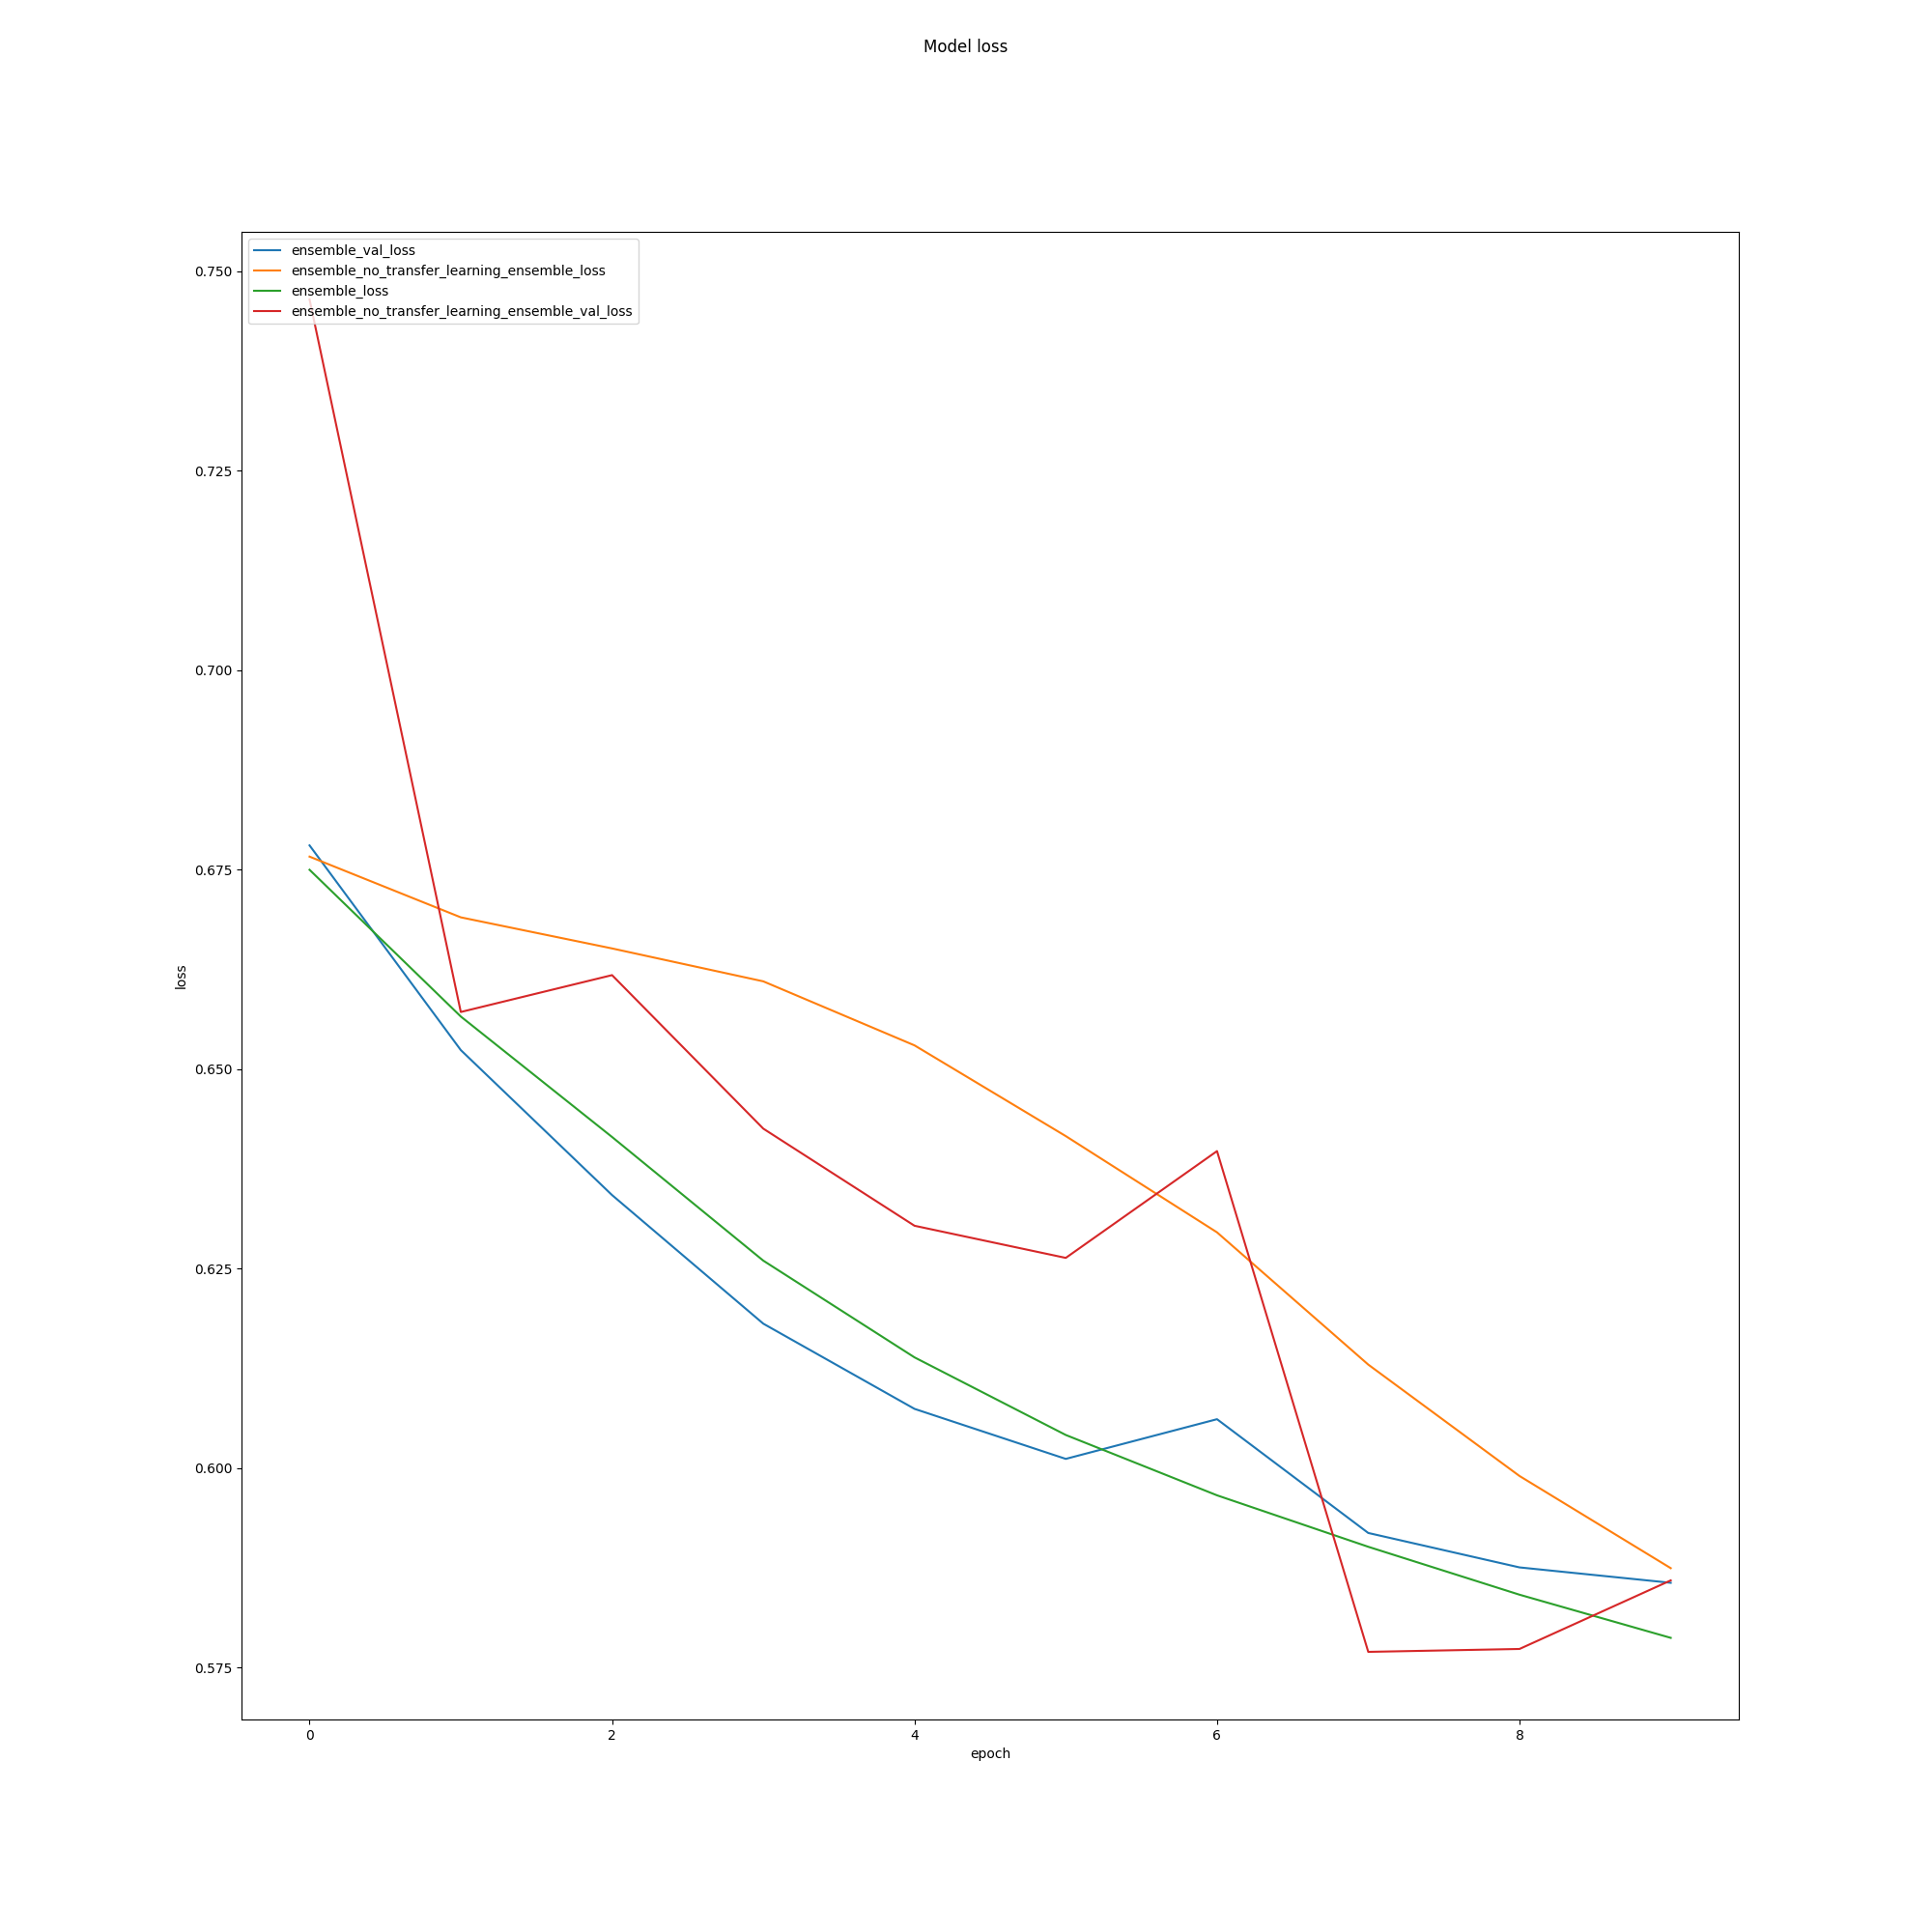 Model loss
ensemble_val_loss
ensemble_no_transfer_learning_ensemble_loss
ensemble_loss
ensemble_no_transfer_learning_ensemble_val_loss
0.750
0.725
0.700
0.675
0.650
0.625
0.600
0.575
loss
0 2 4 6 8
epoch